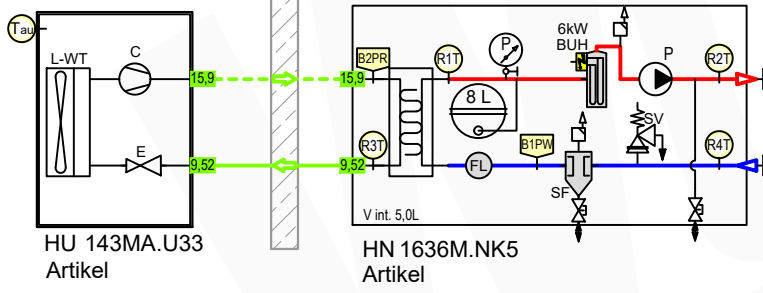 Tau
L-WT
C
15,9
E
9,52
HU 143MA.U33
Artikel
15,9
B2PR
R1T
P
8 L
6kW
BUH
P
R2T
9,52
R3T
FL
B1PW
SF
SV
R4T
V int. 5,0L
HN 1636M.NK5
Artikel